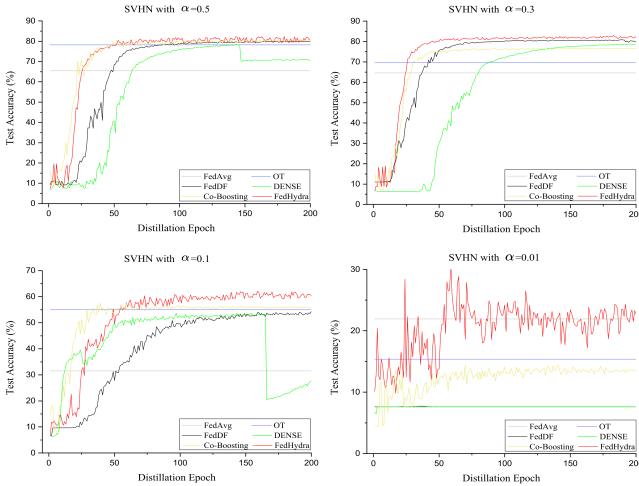 SVHN with α=0.5
90
80
70
60
50
40
30
20
10
0
Test Accuracy (%)
0 50 100 150 200
Distillation Epoch
FedAvg OT
FedDF DENSE
Co-Boosting FedHydra
SVHN with α=0.3
90
80
70
60
50
40
30
20
10
0
Test Accuracy (%)
0 50 100 150 200
Distillation Epoch
FedAvg OT
FedDF DENSE
Co-Boosting FedHydra
SVHN with α=0.1
70
60
50
40
30
20
10
0
Test Accuracy (%)
0 50 100 150 200
Distillation Epoch
FedAvg OT
FedDF DENSE
Co-Boosting FedHydra
SVHN with α=0.01
30
20
10
0
Test Accuracy (%)
0 50 100 150 200
Distillation Epoch
FedAvg OT
FedDF DENSE
Co-Boosting FedHydra